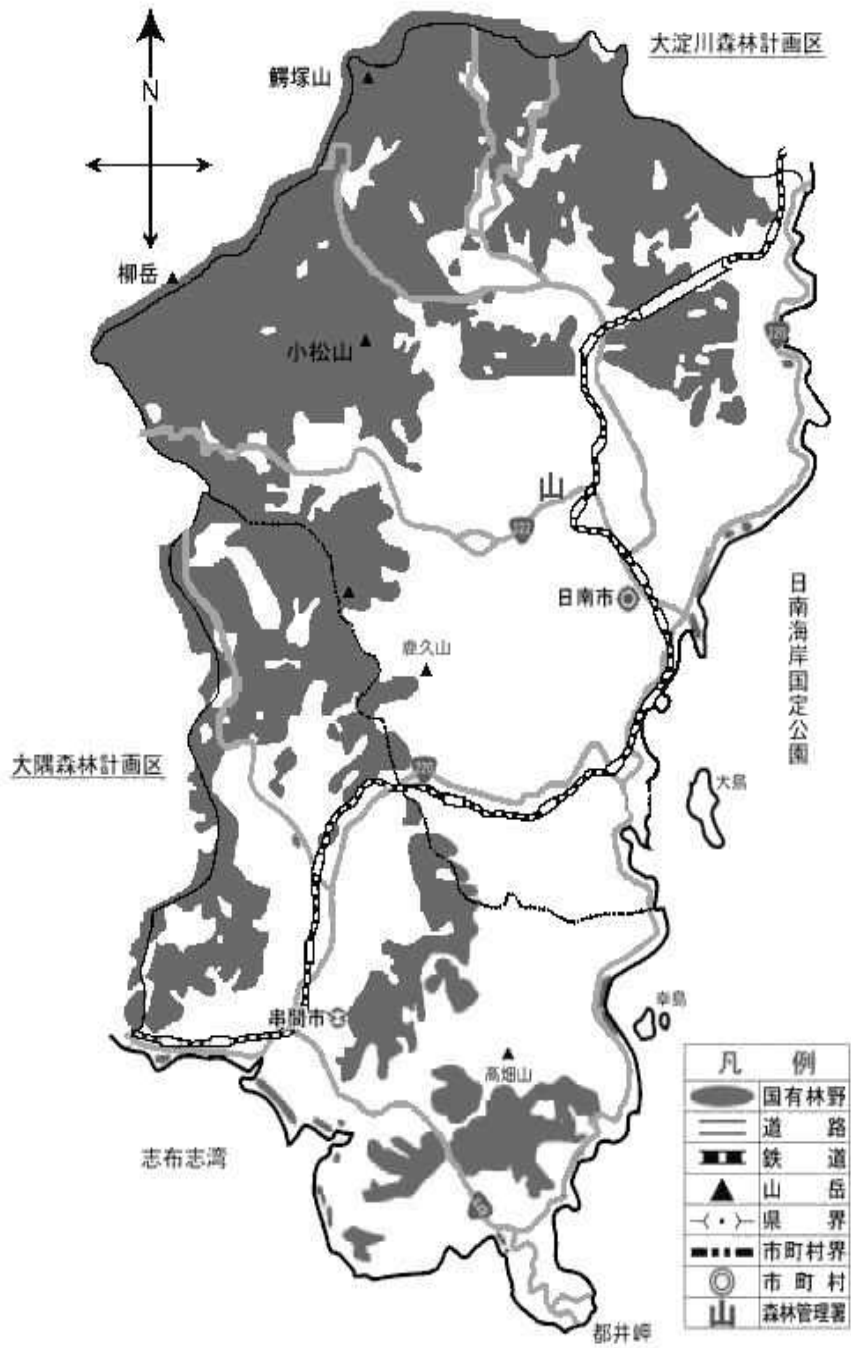 大淀川森林計画区
鰐塚山
N
柳岳
小松山
220
山
222
日南市
日南海岸国定公園
鹿久山
大隅森林計画区
220
大島
串間市
幸島
高畑山
志布志湾
都井岬
凡 例
国有林野
道 路
鉄 道
山 岳
県 界
市町村界
市 町 村
山 森林管理署